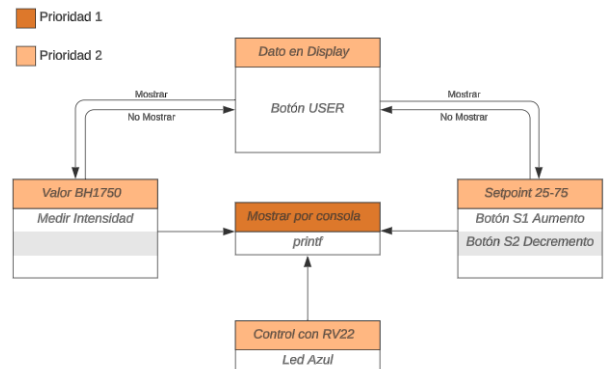 Prioridad 1
Prioridad 2
Dato en Display
Botón USER
Mostrar
No Mostrar
Mostrar
No Mostrar
Valor BH1750
Medir Intensidad
Mostrar por consola
printf
Setpoint 25-75
Botón S1 Aumento
Botón S2 Decremento
Control con RV22
Led Azul